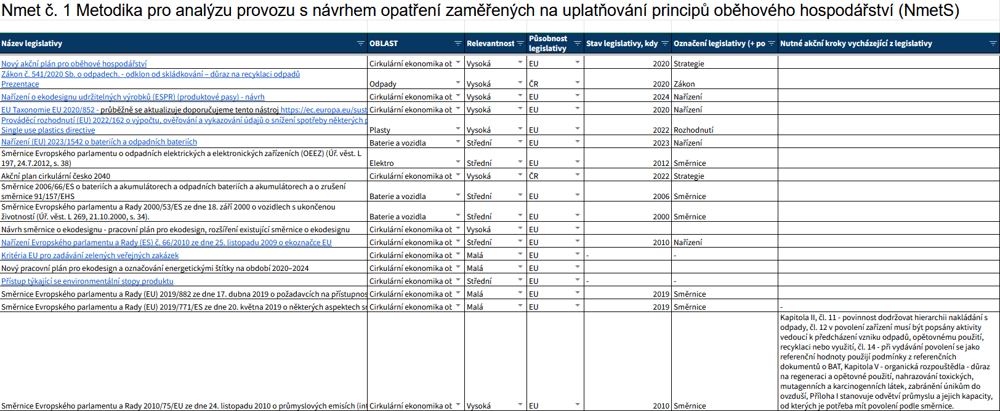 Nmet č. 1 Metodika pro analýzu provozu s návrhem opatření zaměřených na uplatňování principů oběhového hospodářství (NmetS)
Název legislativy OBLAST Relevantnost Působnost legislativy Stav legislativy, kdy Označení legislativy (+ po Nutné akční kroky vycházející z legislativy
Nový akční plán pro oběhové hospodářství Cirkulární ekonomika ob Vysoká EU 2020 Strategie
Zákon č. 541/2020 Sb. o odpadech. - odklon od skládkování – důraz na recyklaci odpadů
Prezentace Odpady Vysoká ČR 2020 Zákon
Nařízení o ekodesignu udržitelných výrobků (ESPR) (produktové pasy) - návrh Cirkulární ekonomika ob Vysoká EU 2024 Nařízení
EU Taxonomie EU 2020/852 - průběžně se aktualizuje doporučujeme tento nástroj https://ec.europa.eu/sust Cirkulární ekonomika ob Vysoká EU 2020 Nařízení
Prováděcí rozhodnutí (EU) 2022/162 o výpočtu, ověřování a vykazování údajů o snížení spotřeby některých p
Single use plastics directive Plasty Vysoká EU 2022 Rozhodnutí
Nařízení (EU) 2023/1542 o bateriích a odpadních bateriích Baterie a vozidla Střední EU 2023 Nařízení
Směrnice Evropského parlamentu o odpadních elektrických a elektronických zařízeních (OEEZ) (Úř. věst. L
197, 24.7.2012, s. 38) Elektro Střední EU 2012 Směrnice
Akční plan cirkulární česko 2040 Cirkulární ekonomika ob Vysoká ČR 2022 Strategie
Směrnice 2006/66/ES o bateriích a akumulátorech a odpadních bateriích a akumulátorech a o zrušení
směrnice 91/157/EHS Baterie a vozidla Střední EU 2006 Směrnice
Směrnice Evropského parlamentu a Rady 2000/53/ES ze dne 18. září 2000 o vozidlech s ukončenou
životností (Úř. věst. L 269, 21.10.2000, s. 34). Baterie a vozidla Střední EU 2000 Směrnice
Návrh směrnice o ekodesignu - pracovní plán pro ekodesign, rozšíření existující směrnice o ekodesignu Cirkulární ekonomika ob Vysoká EU
Nařízení Evropského parlamentu a Rady (ES) č. 66/2010 ze dne 25. listopadu 2009 o ekoznačce EU Cirkulární ekonomika ob Střední EU 2010 Nařízení
Kritéria EU pro zadávání zelených veřejných zakázek Cirkulární ekonomika ob Malá EU - -
Nový pracovní plán pro ekodesign a označování energetickými štítky na období 2020–2024 Cirkulární ekonomika ob Malá EU
Přístup týkající se environmentální stopy produktu Cirkulární ekonomika ob Střední EU - -
Směrnice Evropského parlamentu a Rady (EU) 2019/882 ze dne 17. dubna 2019 o požadavcích na přístupnos Cirkulární ekonomika ob Malá EU 2019 Směrnice
Směrnice Evropského parlamentu a Rady (EU) 2019/771/ES ze dne 20. května 2019 o některých aspektech sm Cirkulární ekonomika ob Malá EU 2019 Směrnice -
Kapitola II, čl. 11 - povinnost dodržovat hierarchii nakládání s
odpady, čl. 12 v povolení zařízení musí být popsány aktivity
vedoucí k předcházení vzniku odpadů, opětovnému použití,
recyklaci nebo využití, čl. 14 - při vydávání povolení se jako
referenční hodnoty použijí podmínky z referenčních
dokumentů o BAT, Kapitola V - organická rozpouštědla - důraz
na regeneraci a opětovné použití, nahrazování toxických,
mutagenních a karcinogenních látek, zabránění únikům do
ovzduší, Příloha I stanovuje odvětví průmyslu a jejich kapacity,
Směrnice Evropského parlamentu a Rady 2010/75/EU ze dne 24. listopadu 2010 o průmyslových emisích (int Cirkulární ekonomika ob Vysoká EU 2010 Směrnice od kterých je potřeba mít povolení podle směrnice.